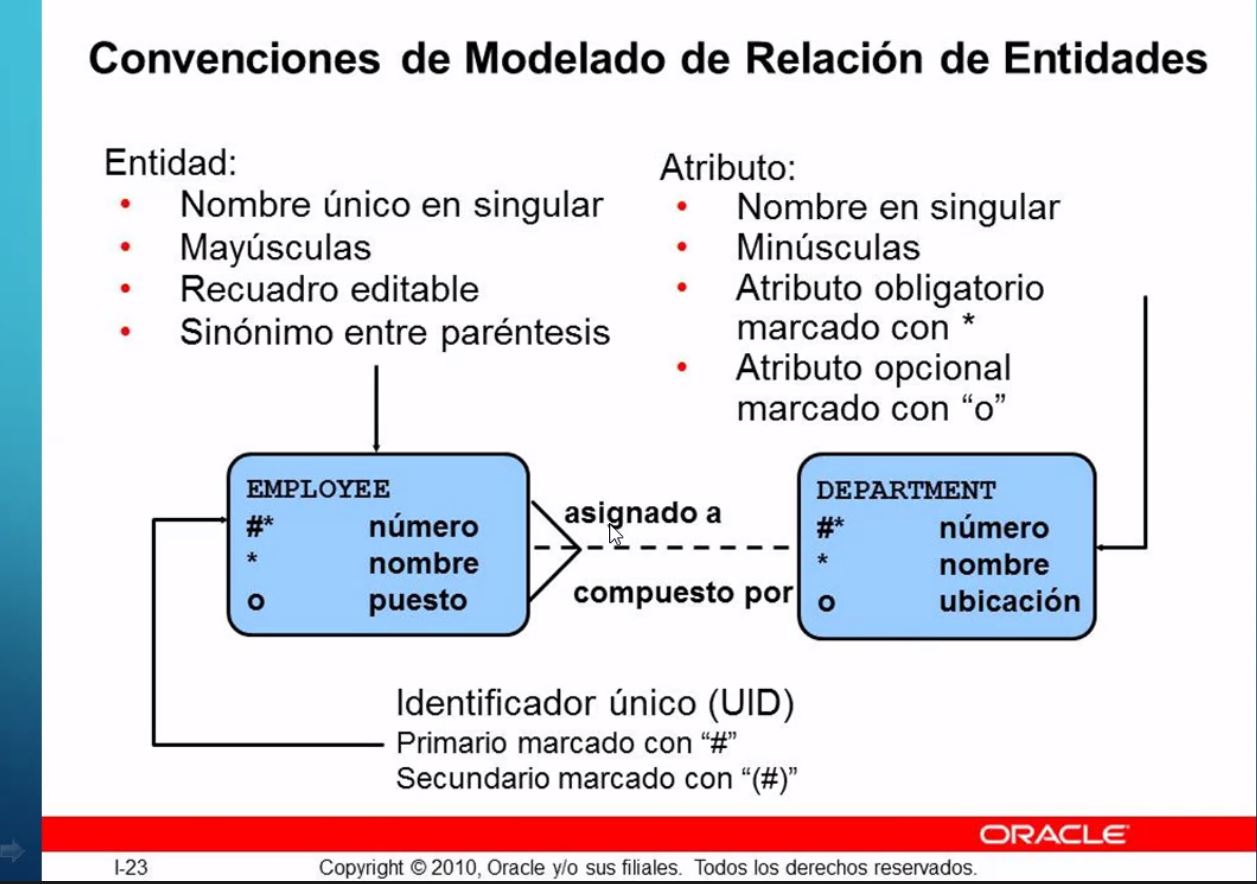 Convenciones de Modelado de Relación de Entidades
Entidad:
• Nombre único en singular
• Mayúsculas
• Recuadro editable
• Sinónimo entre paréntesis
Atributo:
• Nombre en singular
• Minúsculas
• Atributo obligatorio
marcado con *
• Atributo opcional
marcado con “o”
EMPLOYEE
#* número
* nombre
o puesto
asignado a
compuesto por
DEPARTMENT
#* número
* nombre
o ubicación
Identificador único (UID)
Primario marcado con “#”
Secundario marcado con “(#)”
ORACLE
I-23
Copyright © 2010, Oracle y/o sus filiales. Todos los derechos reservados.